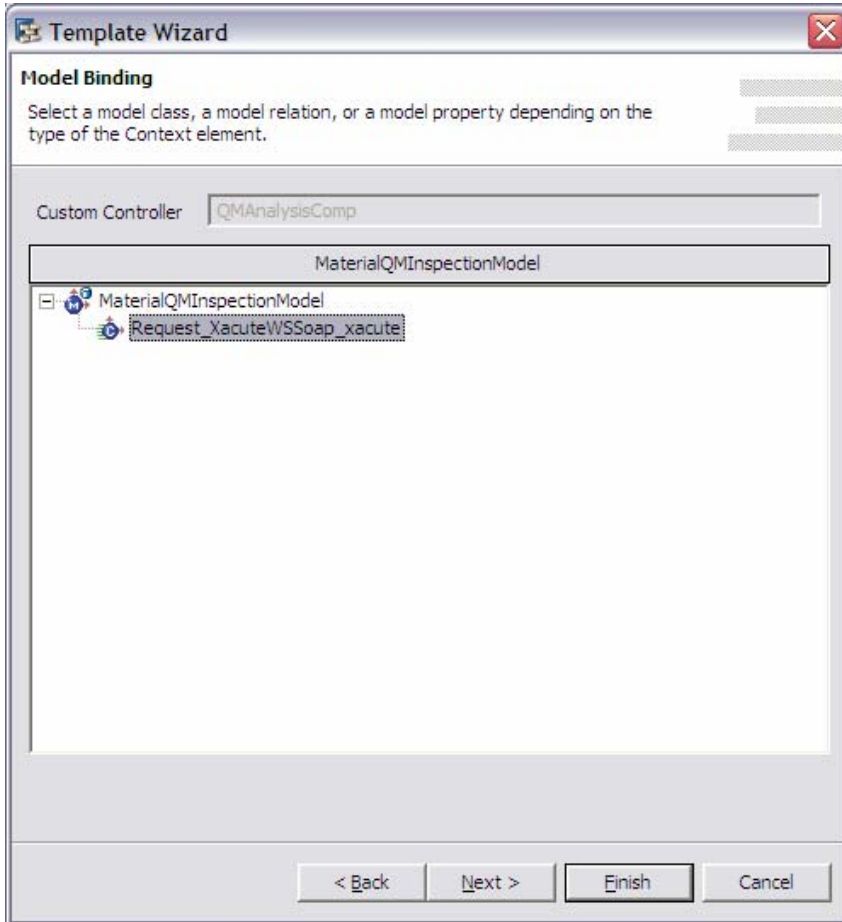 Template Wizard
Model Binding
Select a model class, a model relation, or a model property depending on the
type of the Context element.
Custom Controller QMAnalysisComp
MaterialQMInspectionModel
MaterialQMInspectionModel
Request_XacuteWSSoap_xacute
< Back Next > Finish Cancel